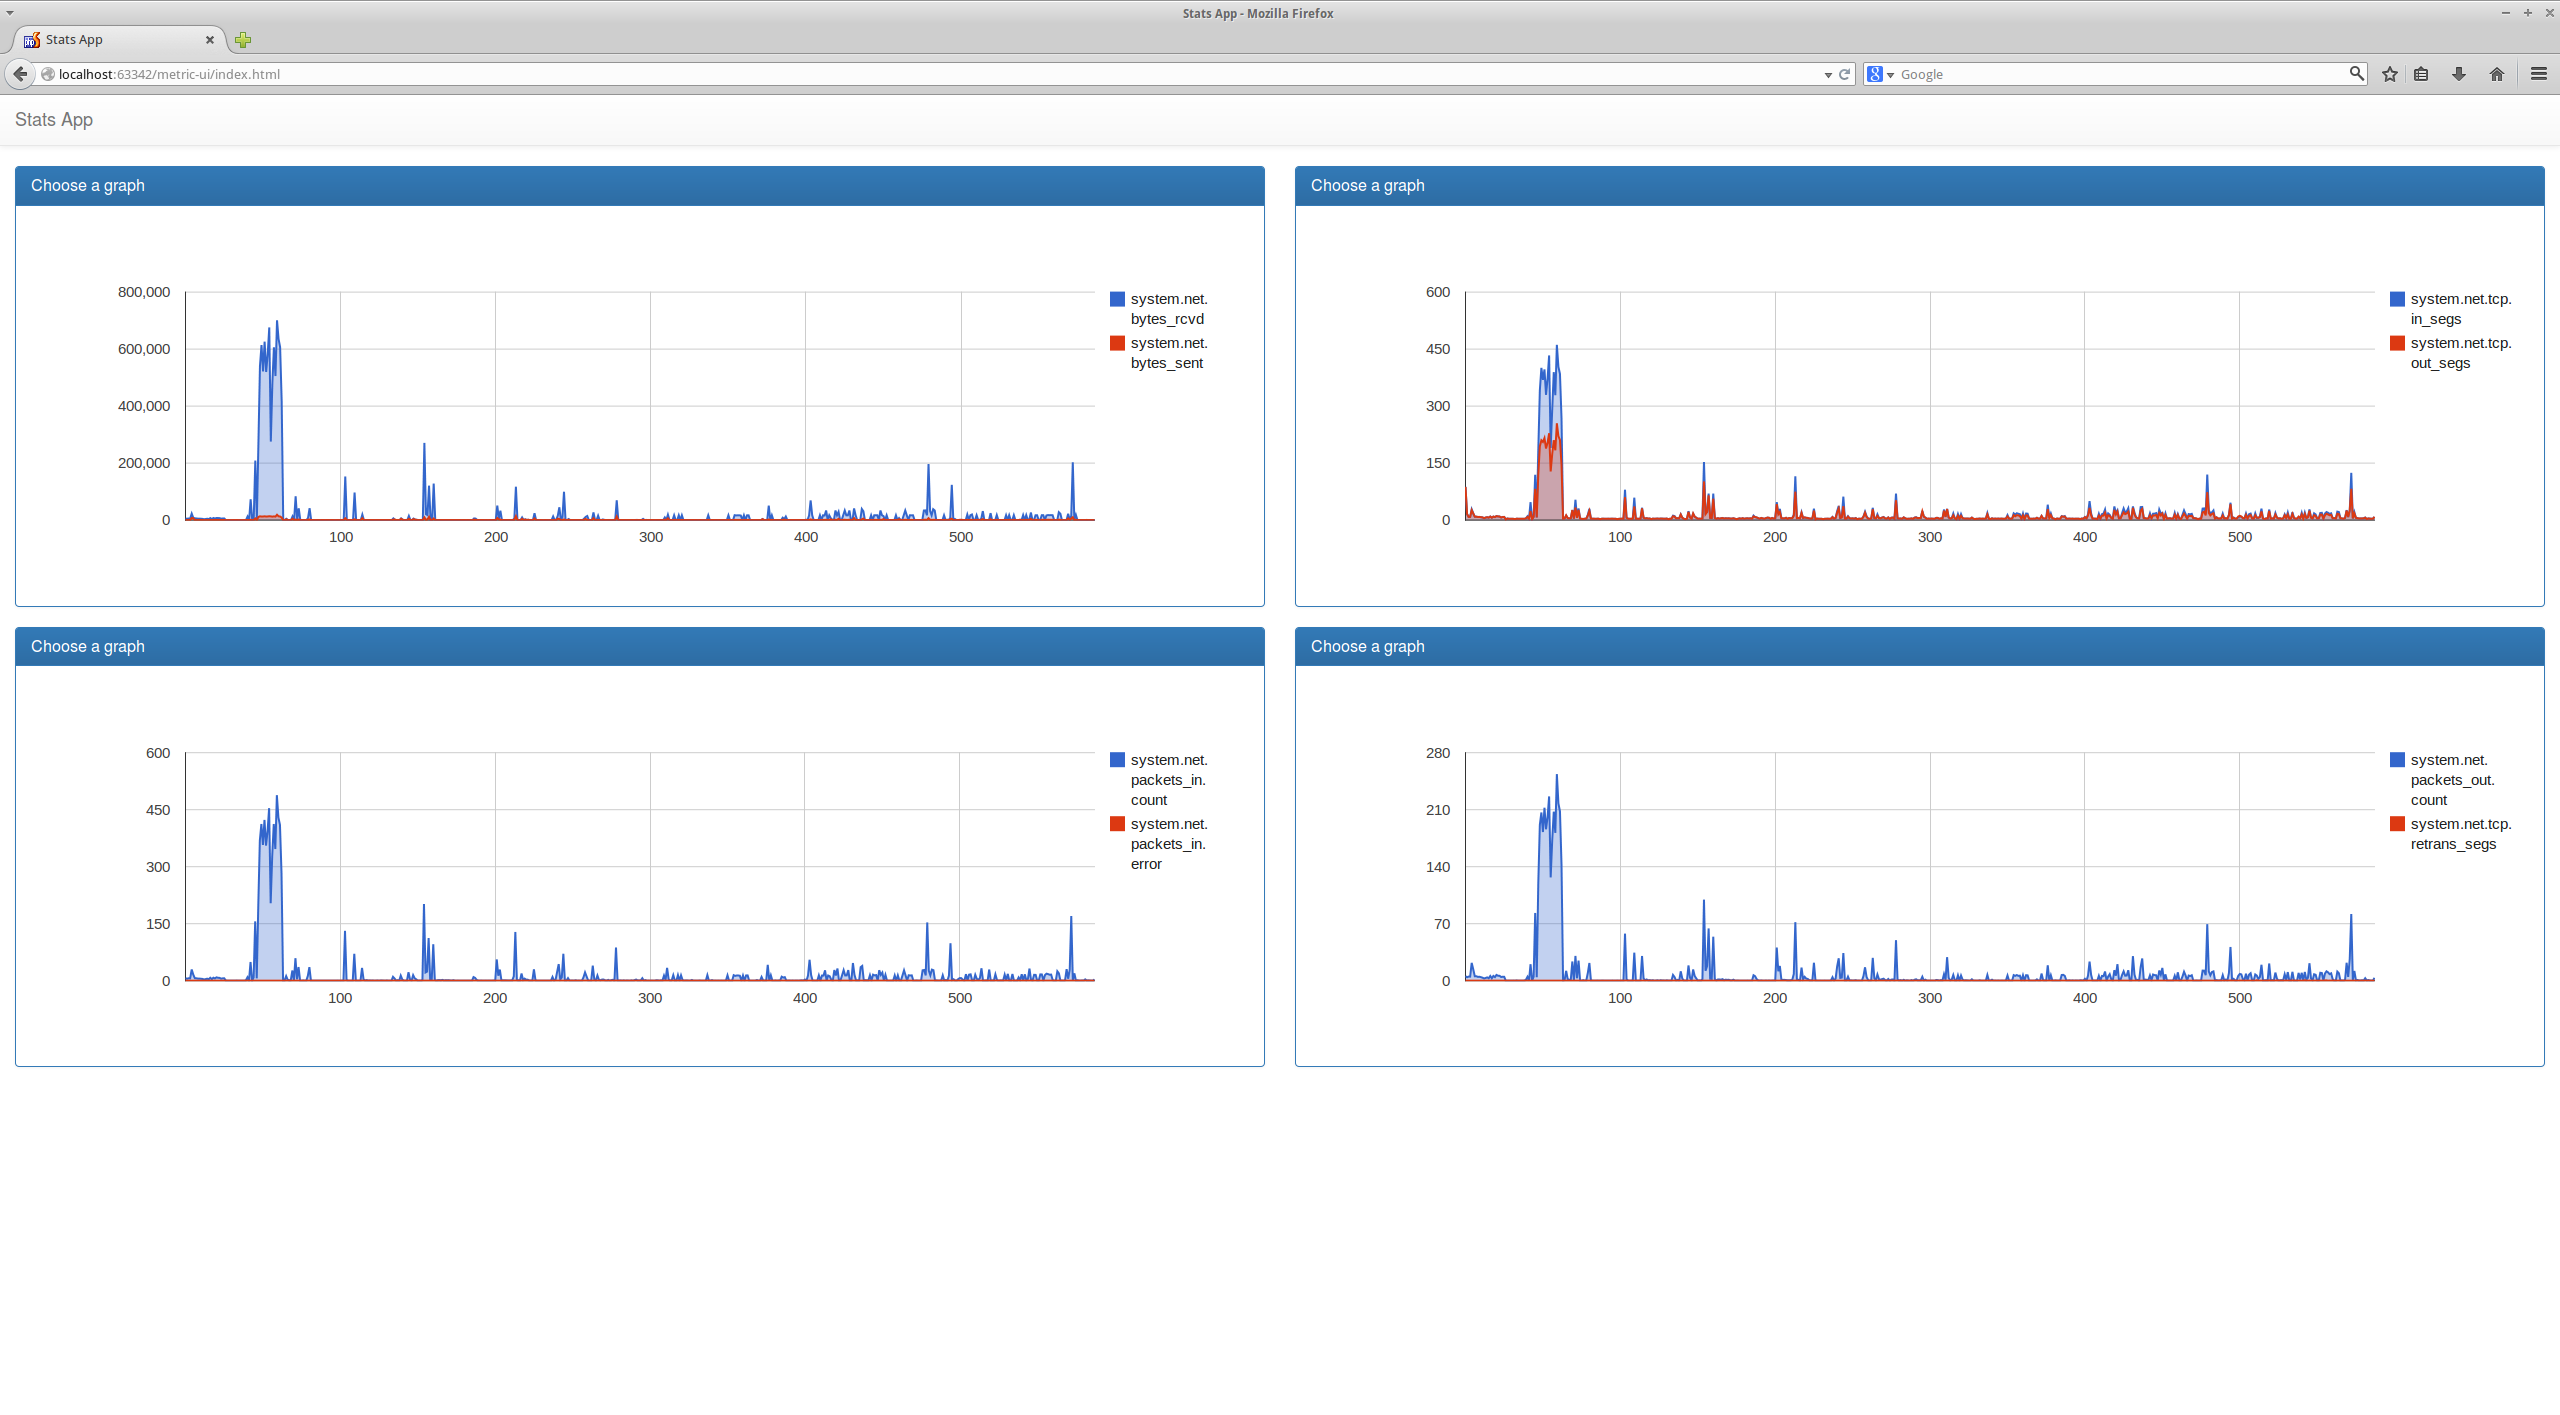 Stats App - Mozilla Firefox
Stats App
localhost:63342/metric-ui/index.html
Google
Stats App
Choose a graph
800,000
600,000
400,000
200,000
0
100 200 300 400 500
system.net.
bytes_rcvd
system.net.
bytes_sent
Choose a graph
600
450
300
150
0
100 200 300 400 500
system.net.tcp.
in_segs
system.net.tcp.
out_segs
Choose a graph
600
450
300
150
0
100 200 300 400 500
system.net.
packets_in.
count
system.net.
packets_in.
error
Choose a graph
280
210
140
70
0
100 200 300 400 500
system.net.
packets_out.
count
system.net.tcp.
retrans_segs